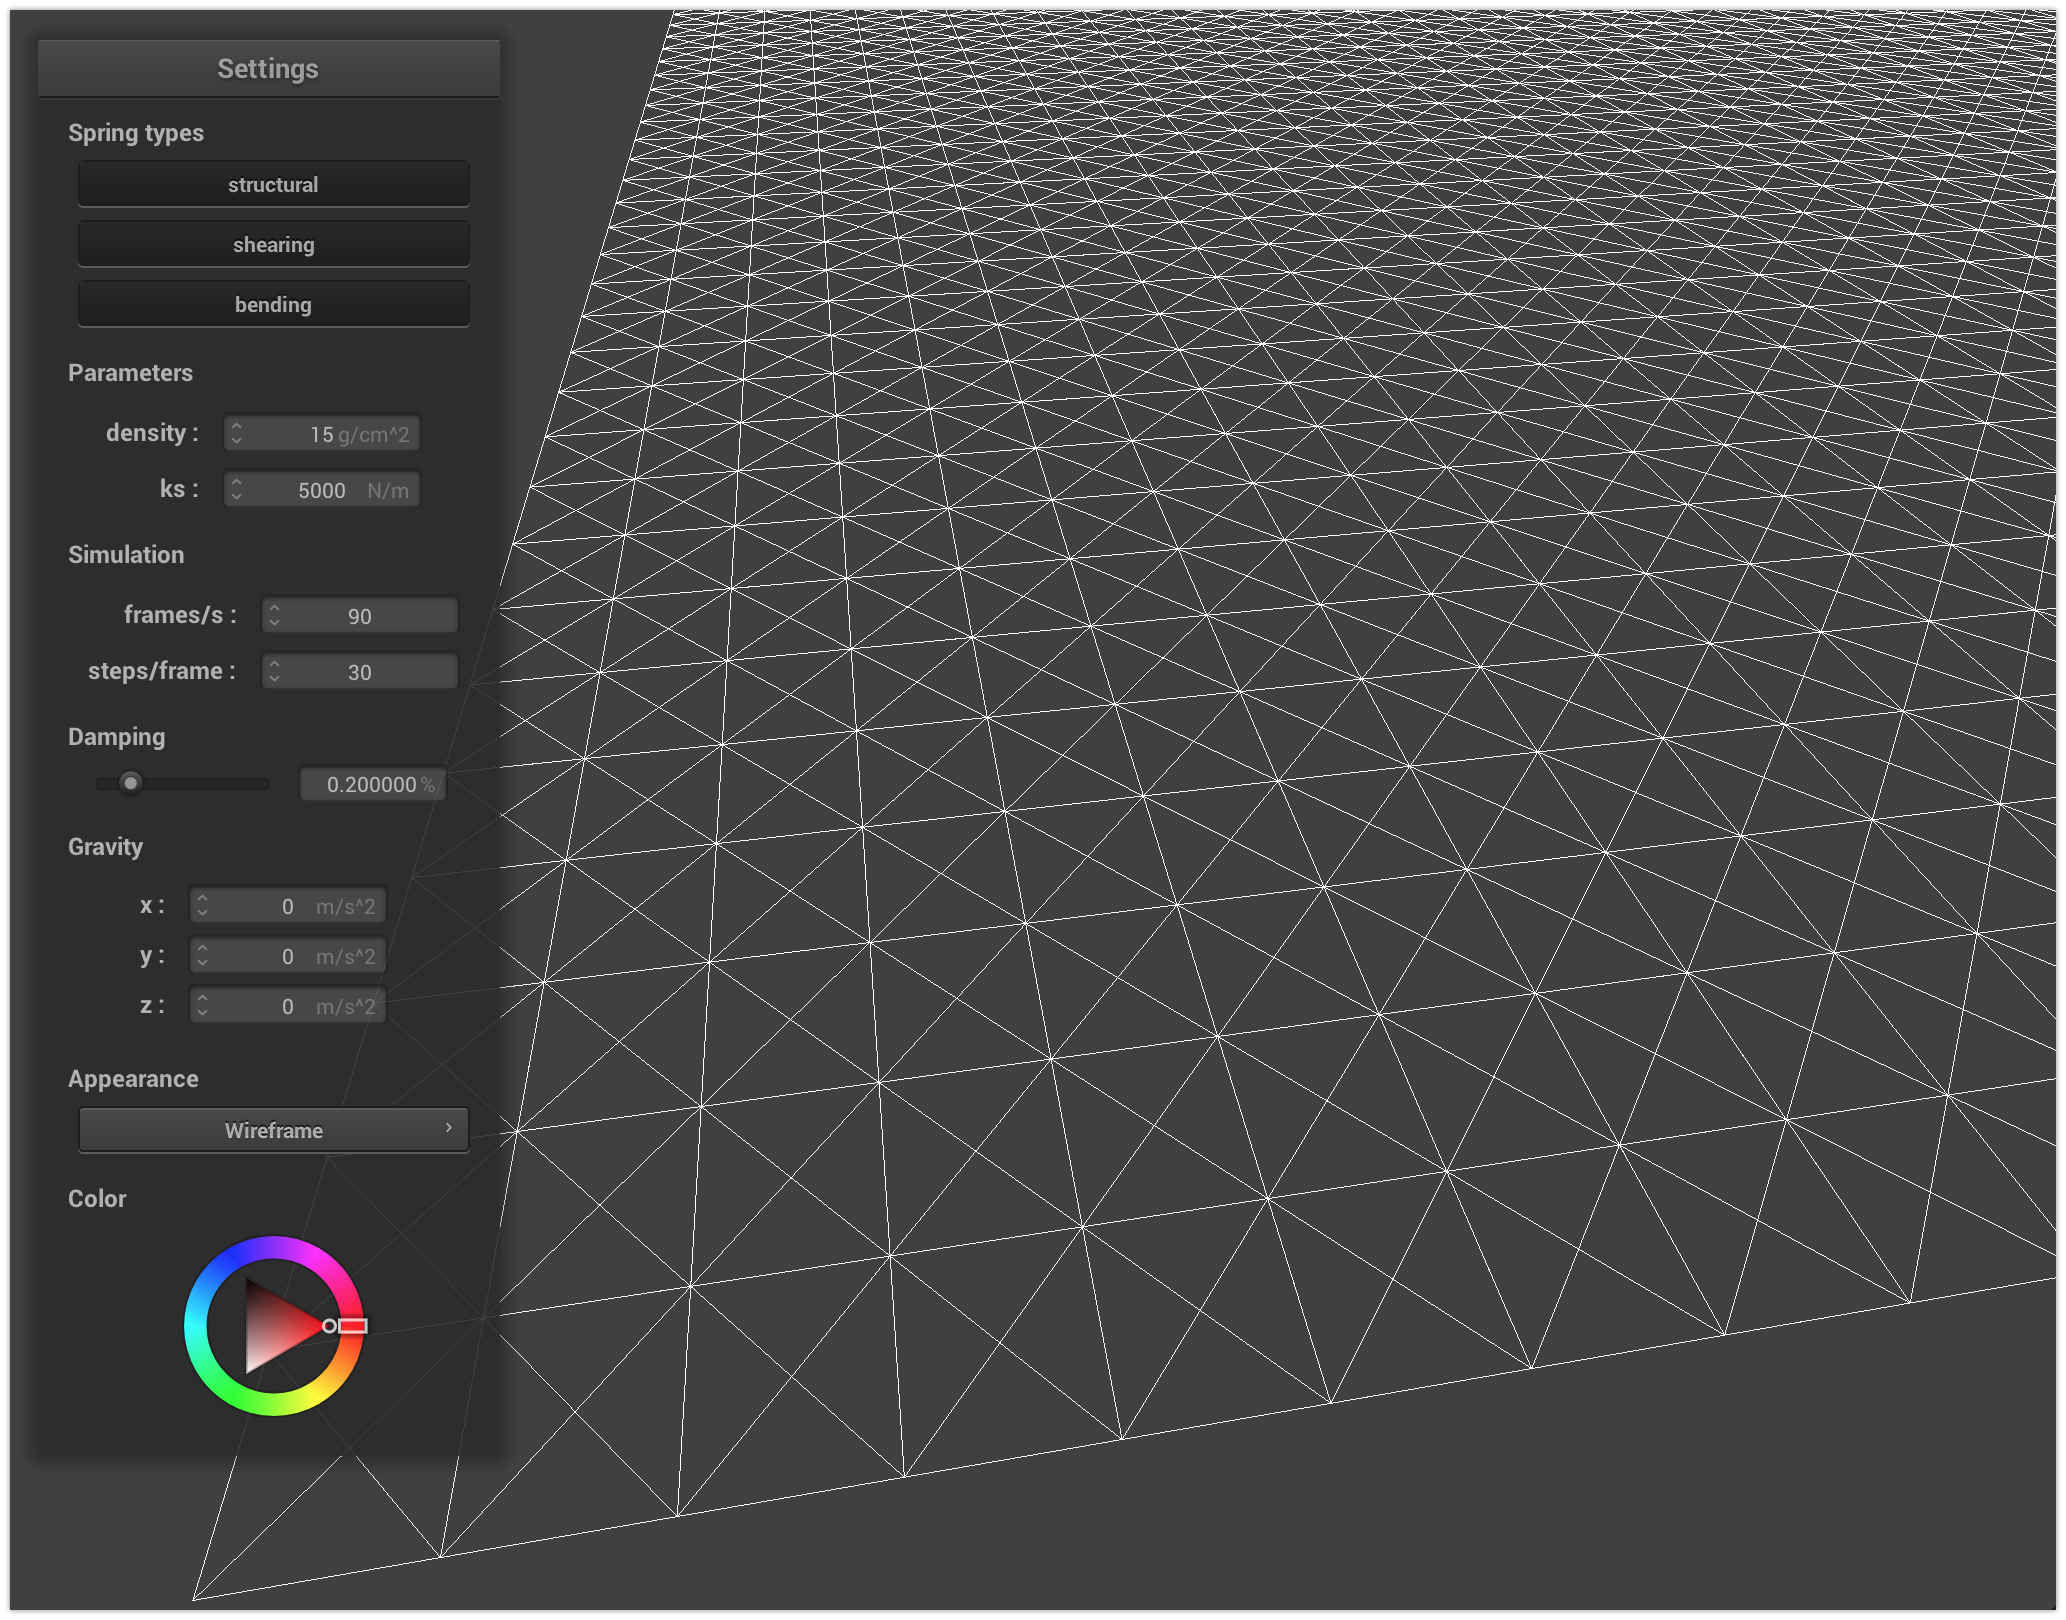 Settings
Spring types
structural
shearing
bending
Parameters
density : 15 g/cm^2
ks : 5000 N/m
Simulation
frames/s : 90
steps/frame : 30
Damping
0.200000 %
Gravity
x : 0 m/s^2
y : 0 m/s^2
z : 0 m/s^2
Appearance
Wireframe
Color